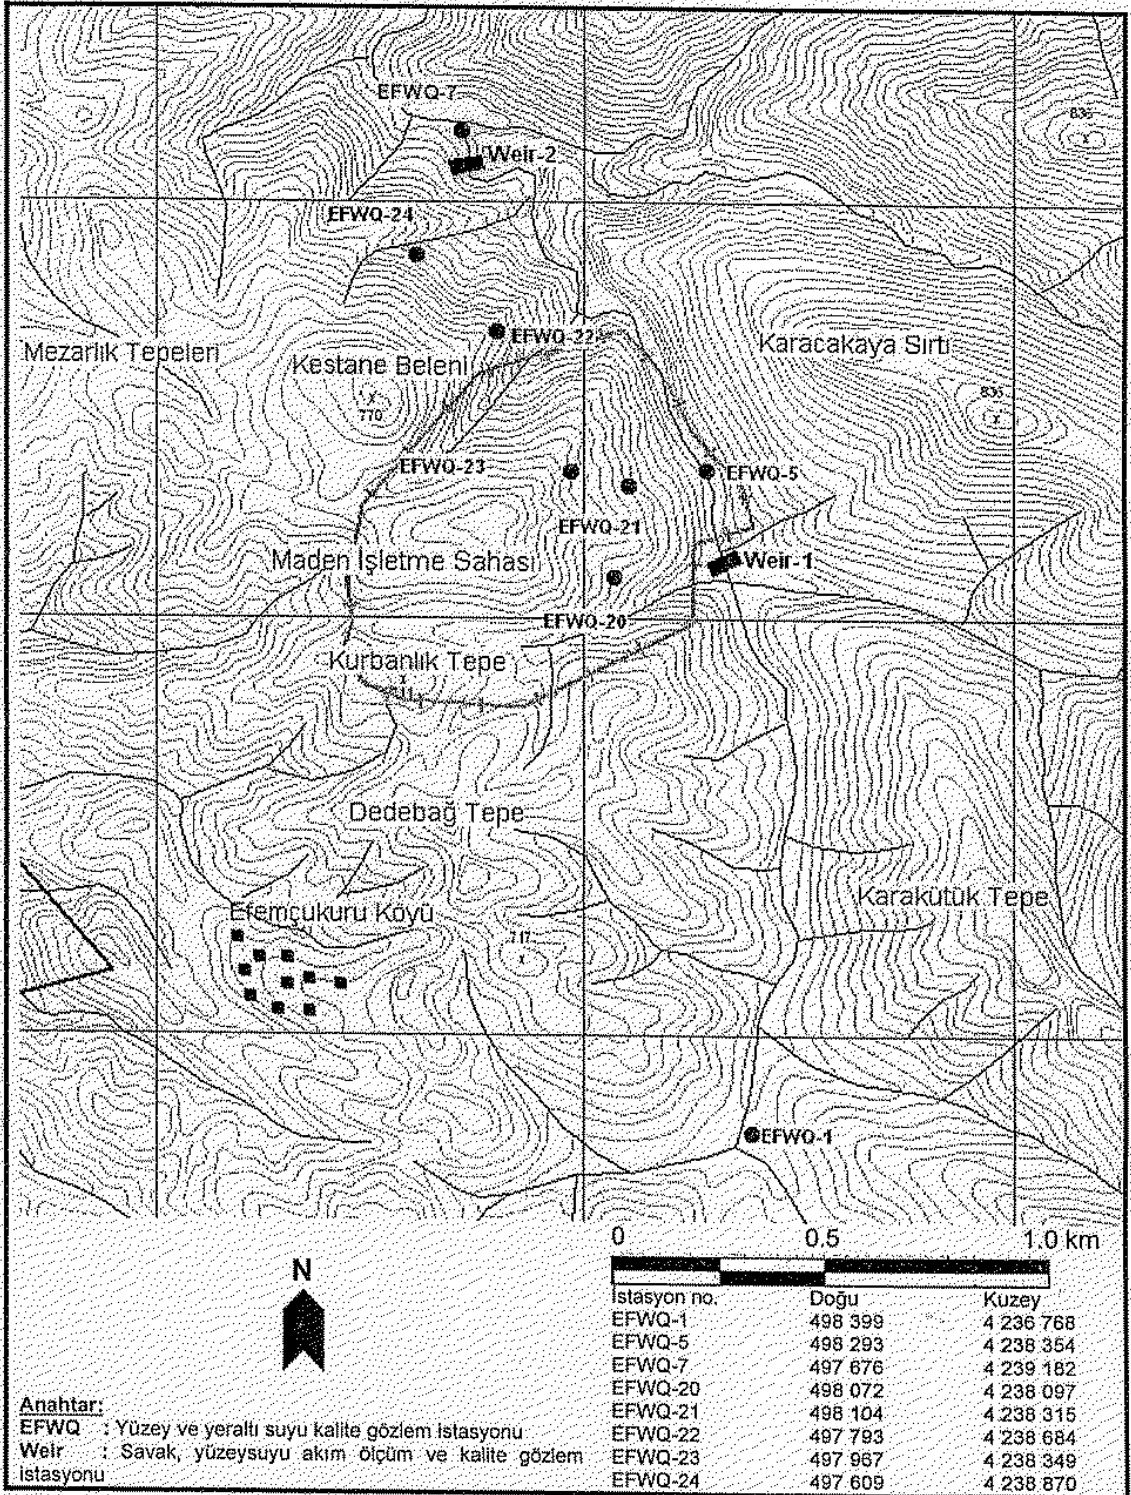 EFWQ-7
835
Weir-2
EFWQ-24
EFWQ-22
Mezarlık Tepeleri
Kestane Beleni
Karacakaya Sırtı
770
835
EFWQ-23
EFWQ-5
EFWQ-21
Maden İşletme Sahası
Weir-1
EFWQ-20
Kurbanlık Tepe
Dedebağ Tepe
Karakütük Tepe
Efemçukuru Köyü
717
EFWQ-1
0 0.5 1.0 km
N
İstasyon no. Doğu Kuzey
EFWQ-1 498 399 4 236 768
EFWQ-5 498 293 4 238 354
EFWQ-7 497 676 4 239 182
EFWQ-20 498 072 4 238 097
EFWQ-21 498 104 4 238 315
EFWQ-22 497 793 4 238 684
EFWQ-23 497 967 4 238 349
EFWQ-24 497 609 4 238 870
Anahtar:
EFWQ : Yüzey ve yeraltı suyu kalite gözlem istasyonu
Weir : Savak, yüzeysuyu akım ölçüm ve kalite gözlem
istasyonu